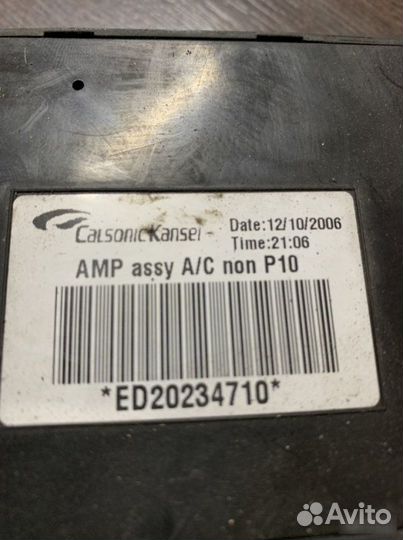 CalsonicKansei
Date:12/10/2006
Time:21:06
AMP assy A/C non P10
*ED20234710*
Avito